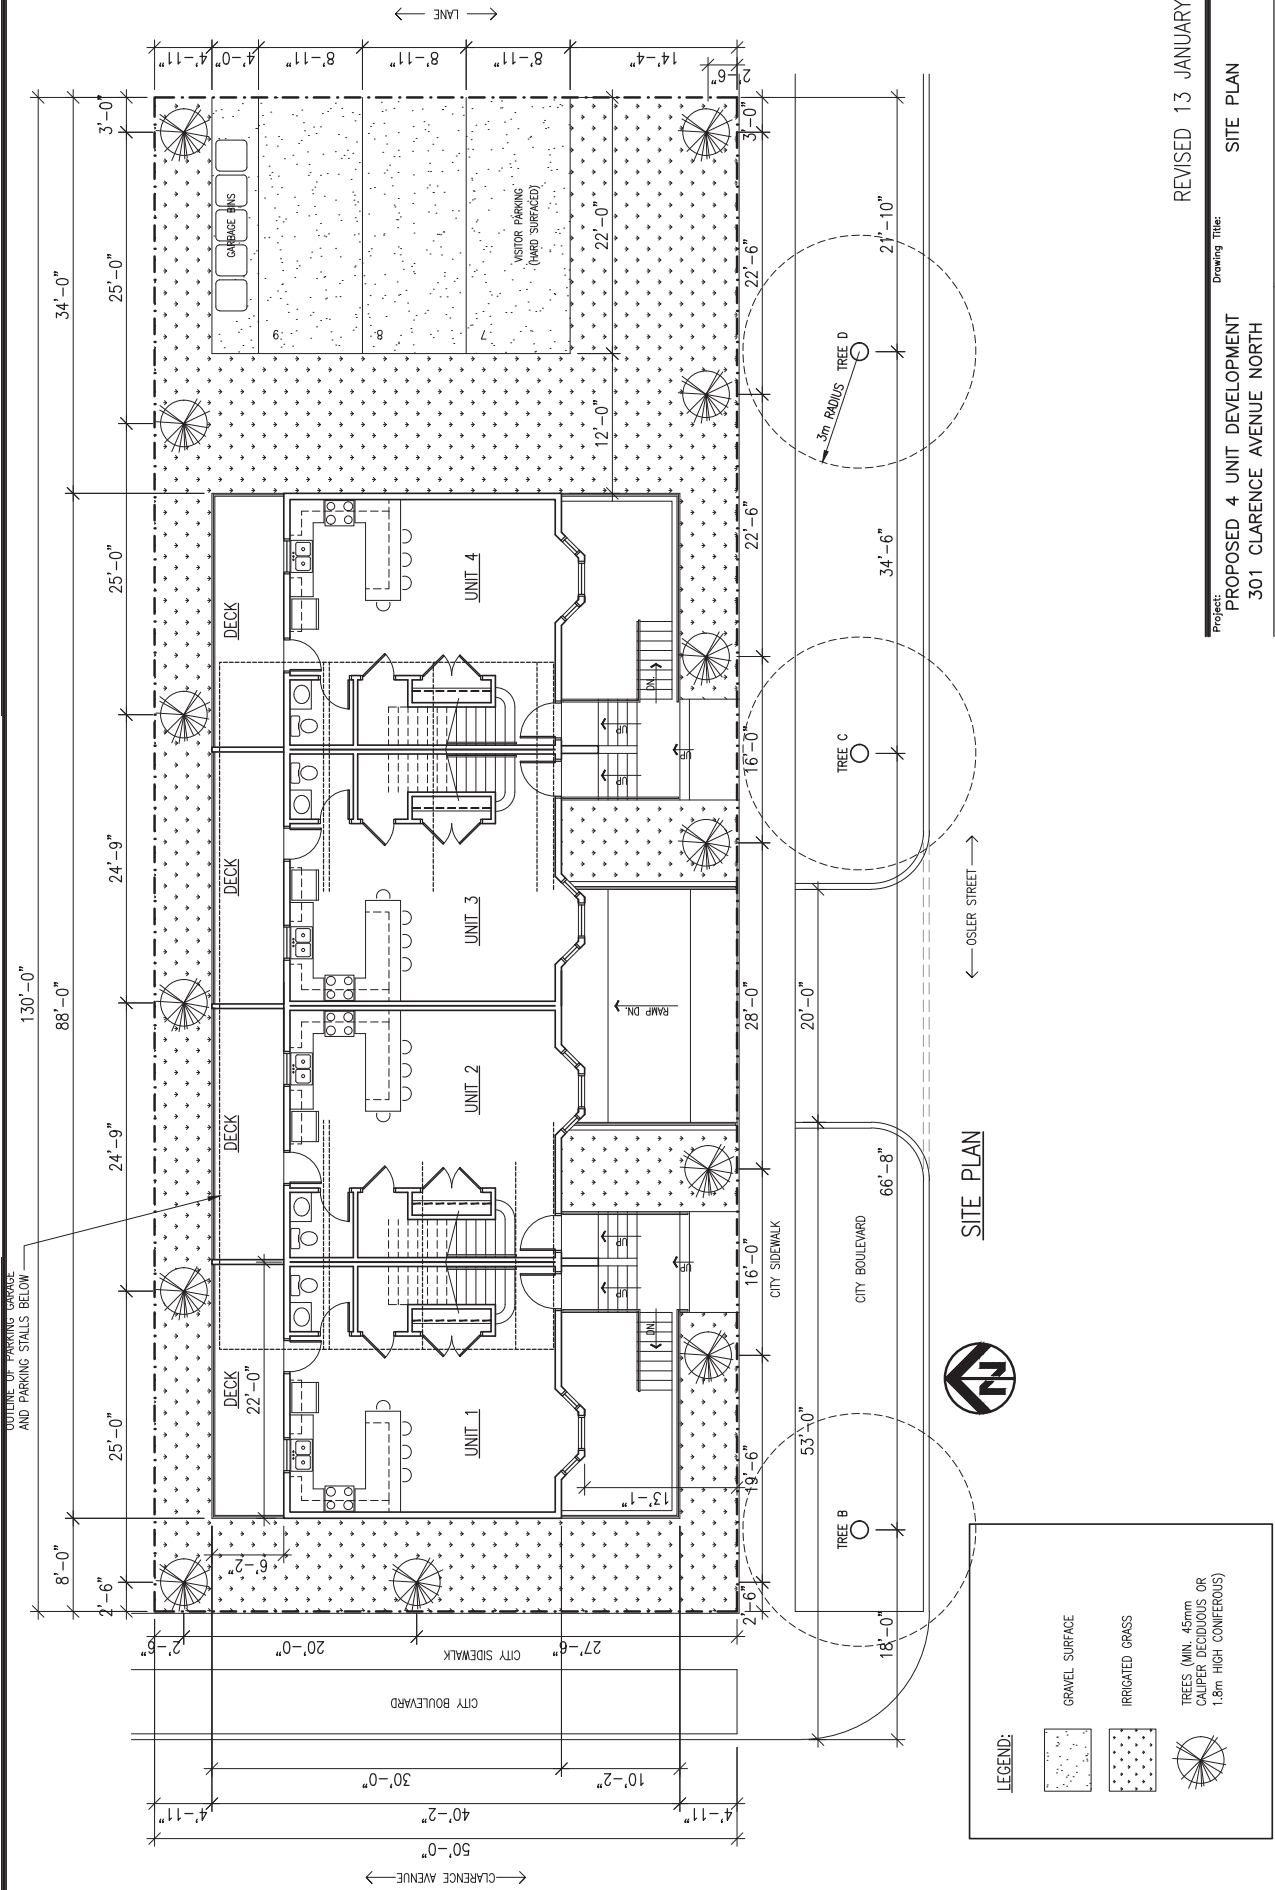 LANE
4'-11"
4'-0"
8'-11"
8'-11"
8'-11"
14'-4"
2'-6"
130'-0"
34'-0"
88'-0"
8'-0"
3'-0"
25'-0"
25'-0"
24'-9"
24'-9"
25'-0"
2'-6"
GARBAGE BINS
9
8
7
VISITOR PARKING
(HARD SURFACED)
22'-0"
12'-0"
DECK
DECK
DECK
DECK
22'-0"
6'-2"
UNIT 4
UNIT 3
UNIT 2
UNIT 1
DN.
UP
UP
UP
RAMP DN.
UP
UP
UP
DN.
13'-1"
3'-0"
22'-6"
22'-6"
16'-0"
28'-0"
16'-0"
19'-6"
2'-6"
CITY SIDEWALK
20'-0"
53'-0"
CITY BOULEVARD
21'-10"
34'-6"
66'-8"
18'-0"
TREE D
3m RADIUS
TREE C
TREE B
OSLER STREET
OUTLINE OF PARKING GARAGE
AND PARKING STALLS BELOW
2'-6"
20'-0"
27'-6"
CITY SIDEWALK
CITY BOULEVARD
30'-0"
10'-2"
4'-11"
40'-2"
4'-11"
50'-0"
CLARENCE AVENUE
SITE PLAN
N
LEGEND:
GRAVEL SURFACE
IRRIGATED GRASS
TREES (MIN. 45mm
CALIPER DECIDUOUS OR
1.8m HIGH CONIFEROUS)
REVISED 13 JANUARY
Project:
PROPOSED 4 UNIT DEVELOPMENT
301 CLARENCE AVENUE NORTH
Drawing Title:
SITE PLAN